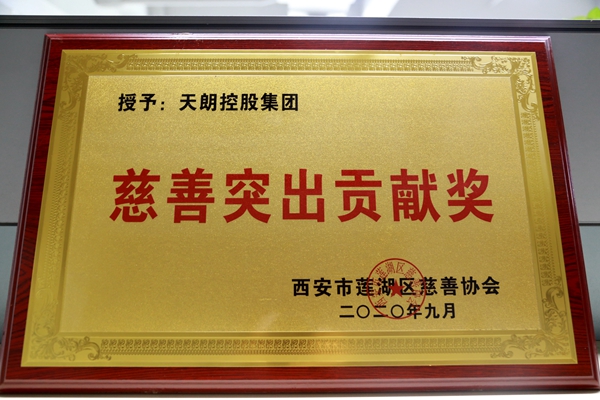 授予：天朗控股集团
慈善突出贡献奖
西安市莲湖区慈善协会
二〇二〇年九月